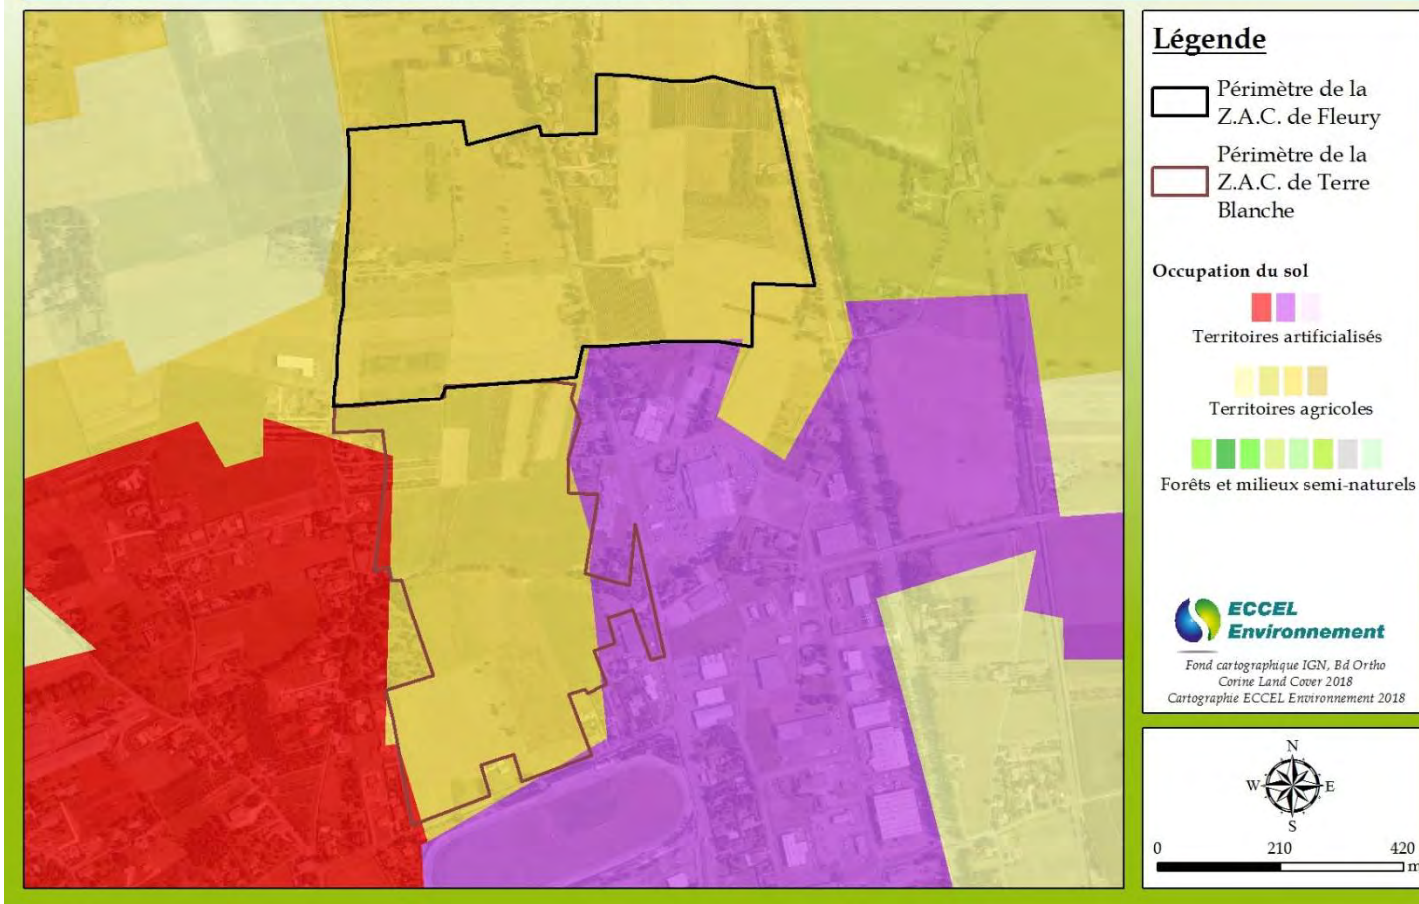 Légende
Périmètre de la
Z.A.C. de Fleury
Périmètre de la
Z.A.C. de Terre
Blanche
Occupation du sol
Territoires artificialisés
Territoires agricoles
Forêts et milieux semi-naturels
ECCEL
Environnement
Fond cartographique IGN, Bd Ortho
Corine Land Cover 2018
Cartographie ECCEL Environnement 2018
N
W E
S
0 210 420
m